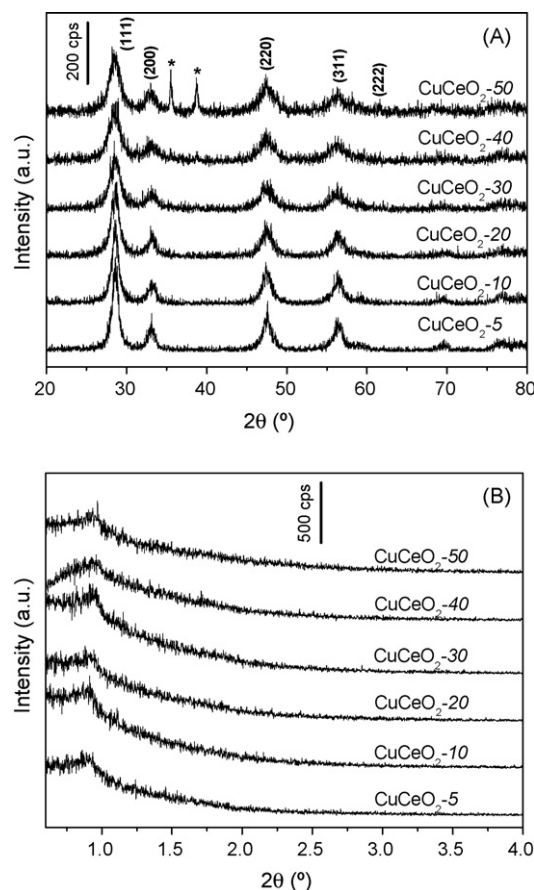 200 cps
(111)
(200)
*
*
(220)
(311)
(222)
(A)
CuCeO₂-50
CuCeO₂-40
CuCeO₂-30
CuCeO₂-20
CuCeO₂-10
CuCeO₂-5
Intensity (a.u.)
20 30 40 50 60 70 80
2θ (º)
500 cps
(B)
CuCeO₂-50
CuCeO₂-40
CuCeO₂-30
CuCeO₂-20
CuCeO₂-10
CuCeO₂-5
Intensity (a.u.)
1.0 1.5 2.0 2.5 3.0 3.5 4.0
2θ (º)